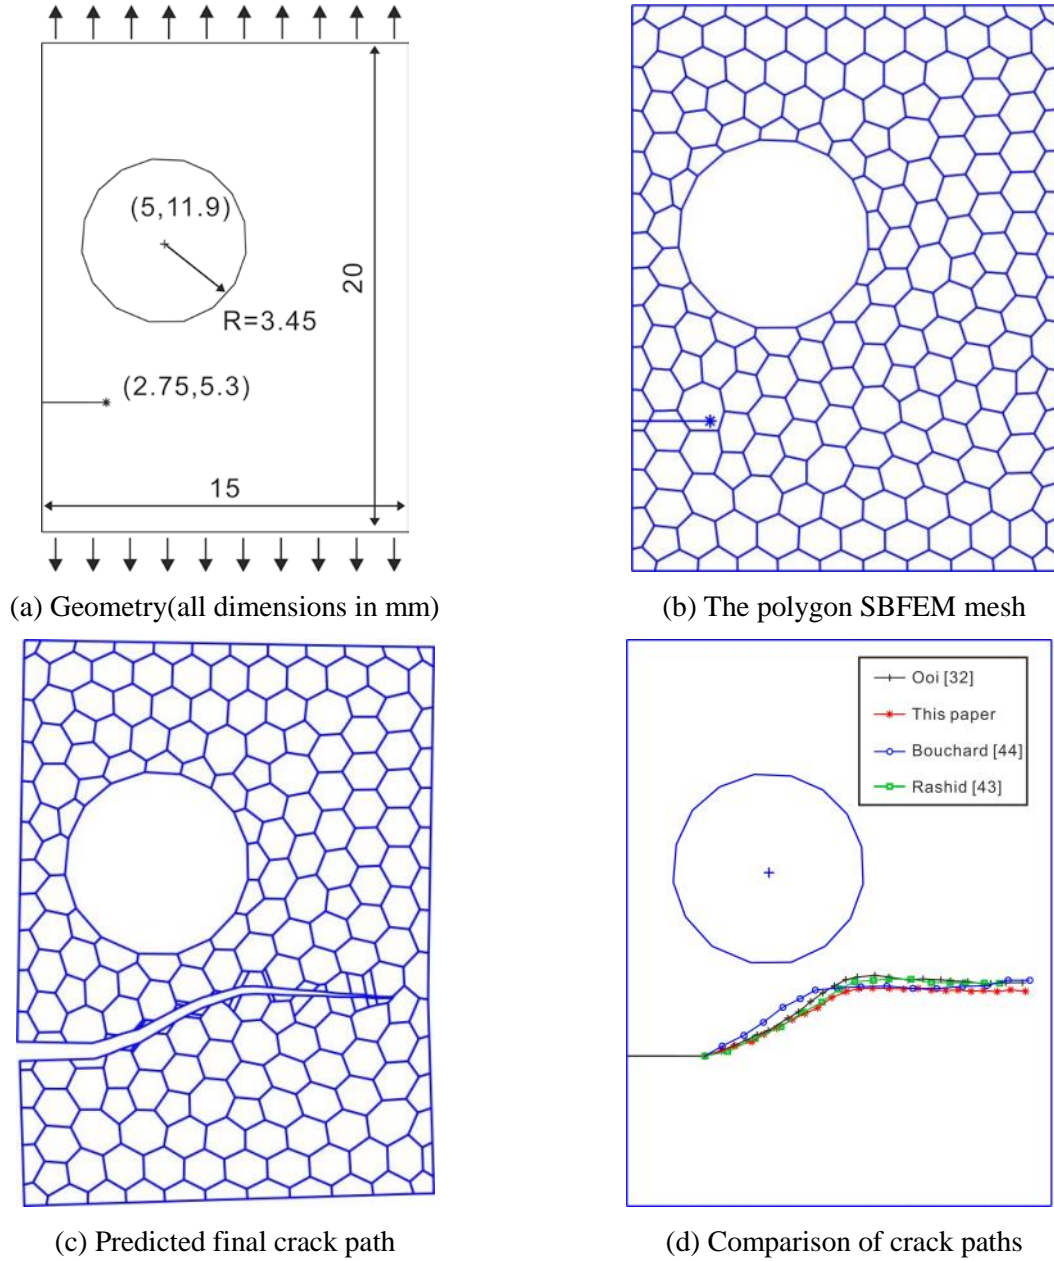 (5,11.9)
20
R=3.45
(2.75,5.3)
15
(a) Geometry(all dimensions in mm)
(b) The polygon SBFEM mesh
Ooi [32]
This paper
Bouchard [44]
Rashid [43]
(c) Predicted final crack path
(d) Comparison of crack paths